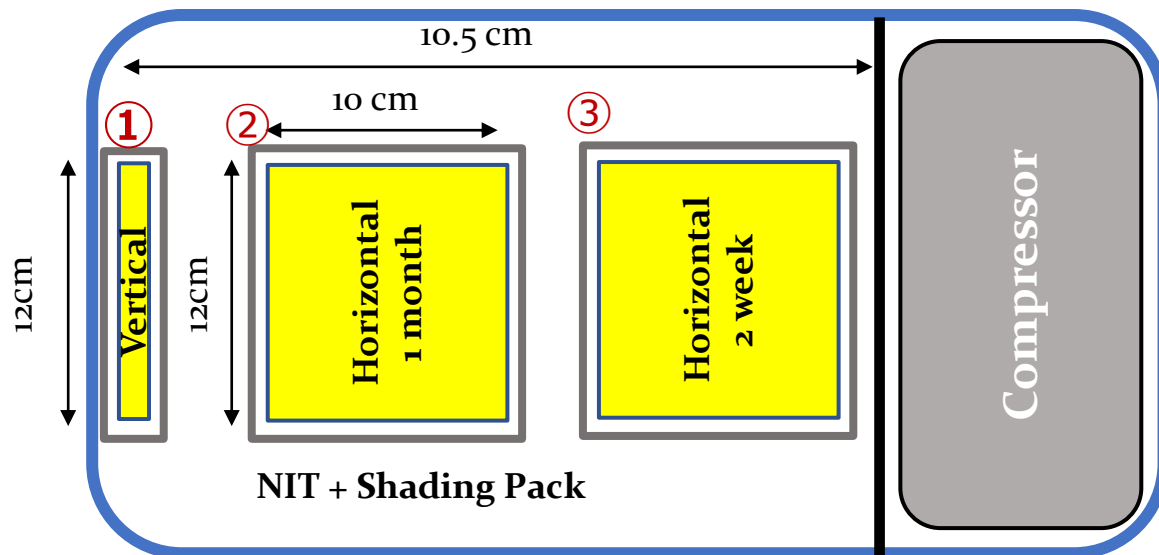 10.5 cm
10 cm
①
②
③
12cm
Vertical
12cm
Horizontal
1 month
Horizontal
2 week
Compressor
NIT + Shading Pack